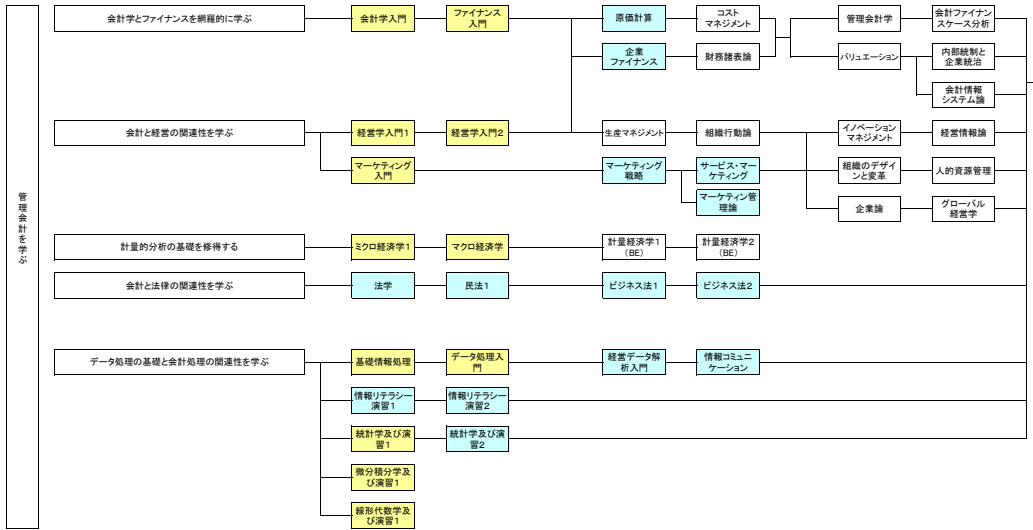 管理会計を学ぶ
会計学とファイナンスを網羅的に学ぶ
会計学入門
ファイナンス
入門
原価計算
コスト
マネジメント
管理会計学
会計ファイナン
スケース分析
企業
ファイナンス
財務諸表論
バリュエーション
内部統制と
企業統治
会計情報
システム論
会計と経営の関連性を学ぶ
経営学入門1
経営学入門2
生産マネジメント
組織行動論
イノベーション
マネジメント
経営情報論
マーケティング
入門
マーケティング
戦略
サービス・マー
ケティング
組織のデザイ
ンと変革
人的資源管理
マーケティン管
理論
企業論
グローバル
経営学
計量的分析の基礎を修得する
ミクロ経済学1
マクロ経済学
計量経済学1
(BE)
計量経済学2
(BE)
会計と法律の関連性を学ぶ
法学
民法1
ビジネス法1
ビジネス法2
データ処理の基礎と会計処理の関連性を学ぶ
基礎情報処理
データ処理入
門
経営データ解
析入門
情報コミュニ
ケーション
情報リテラシー
演習1
情報リテラシー
演習2
統計学及び演
習1
統計学及び演
習2
微分積分学及
び演習1
線形代数学及
び演習1